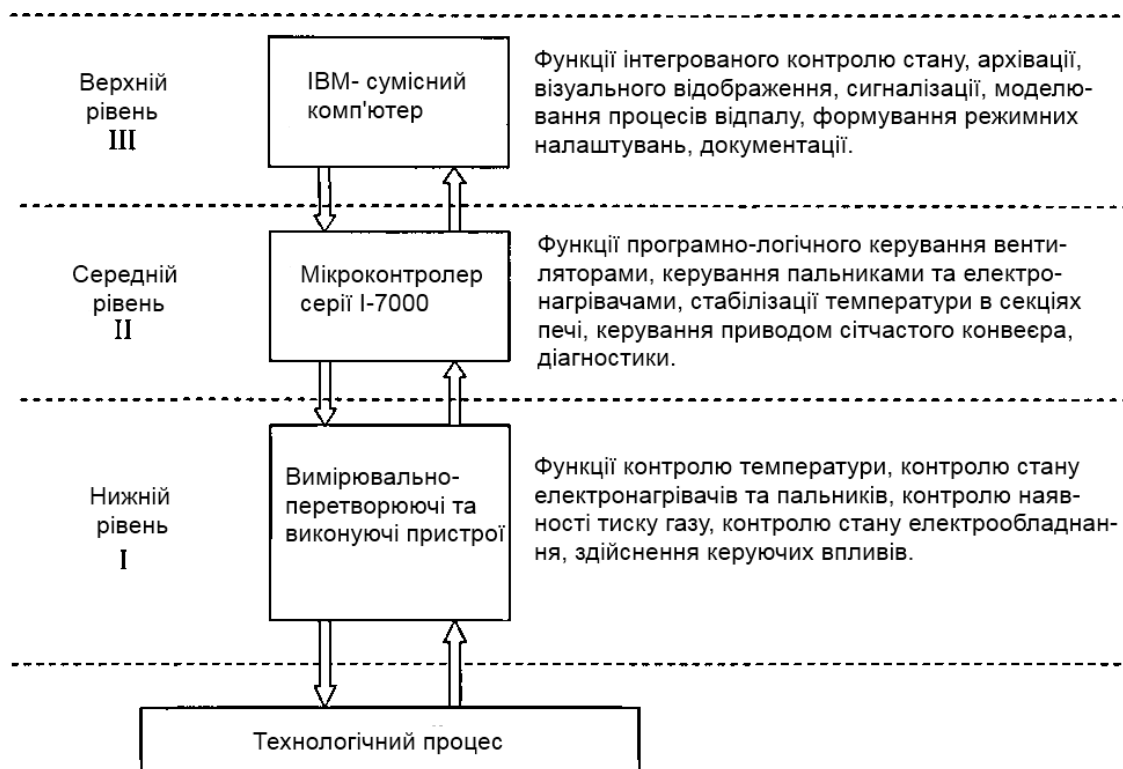 Верхній
рівень
III
IBM- сумісний
комп'ютер
Функції інтегрованого контролю стану, архівації,
візуального відображення, сигналізації, моделю-
вання процесів відпалу, формування режимних
налаштувань, документації.
Середній
рівень
II
Мікроконтролер
серії I-7000
Функції програмно-логічного керування венти-
ляторами, керування пальниками та електро-
нагрівачами, стабілізації температури в секціях
печі, керування приводом сітчастого конвеєра,
діагностики.
Нижній
рівень
I
Вимірювально-
перетворюючі та
виконуючі пристрої
Функції контролю температури, контролю стану
електронагрівачів та пальників, контролю наяв-
ності тиску газу, контролю стану електрообладнан-
ня, здійснення керуючих впливів.
Технологічний процес